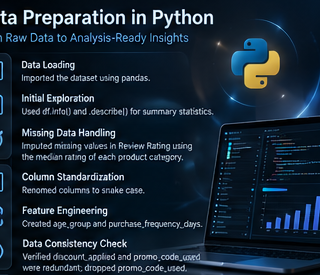 ta Preparation in Python
n Raw Data to Analysis-Ready Insights
Data Loading
Imported the dataset using pandas.
Initial Exploration
Used df.info() and .describe() for summary statistics.
Missing Data Handling
Imputed missing values in Review Rating using
the median rating of each product category.
Column Standardization
Renomed columns to snake case.
Feature Engineering
Created age_group and purchase_frequency_days.
Data Consistency Check
Verified discount_applied and promo_code_used
were redundant; dropped promo_code_used.